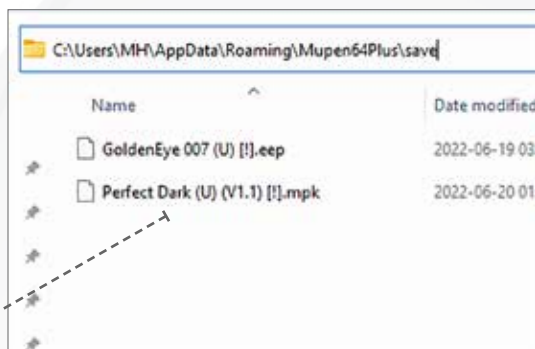 C:\Users\MH\AppData\Roaming\Mupen64Plus\save
Name Date modified
GoldenEye 007 (U) [!].eep 2022-06-19 03
Perfect Dark (U) (V1.1) [!].mpk 2022-06-20 01